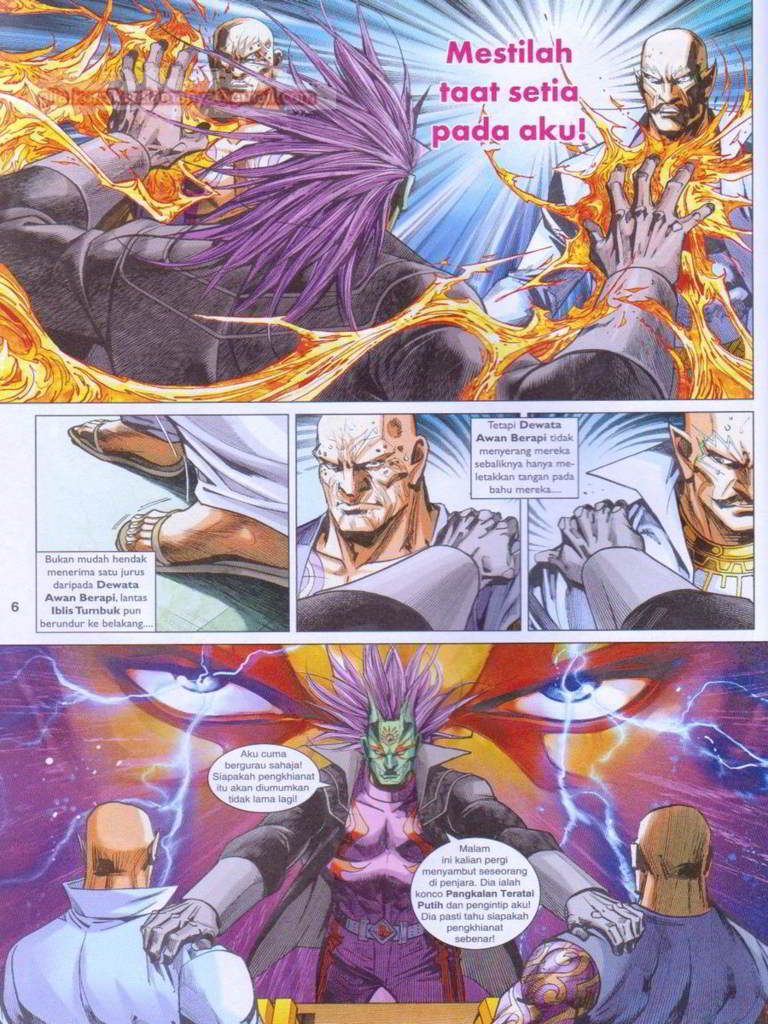 Mestilah
taat setia
pada aku!
Tetapi Dewata
Awan Berapi tidak
menyerang mereka
sebaliknya hanya me-
letakkan tangan pada
bahu mereka....
Bukan mudah hendak
menerima satu jurus
daripada Dewata
Awan Berapi, lantas
Iblis Tumbuk pun
berundur ke belakang....
6
Aku cuma
bergurau sahaja!
Siapakah pengkhianat
itu akan diumumkan
tidak lama lagi!
Malam
ini kalian pergi
menyambut seseorang
di penjara. Dia ialah
konco Pangkalan Teratai
Putih dan pengintip aku!
Dia pasti tahu siapakah
pengkhianat
sebenar!